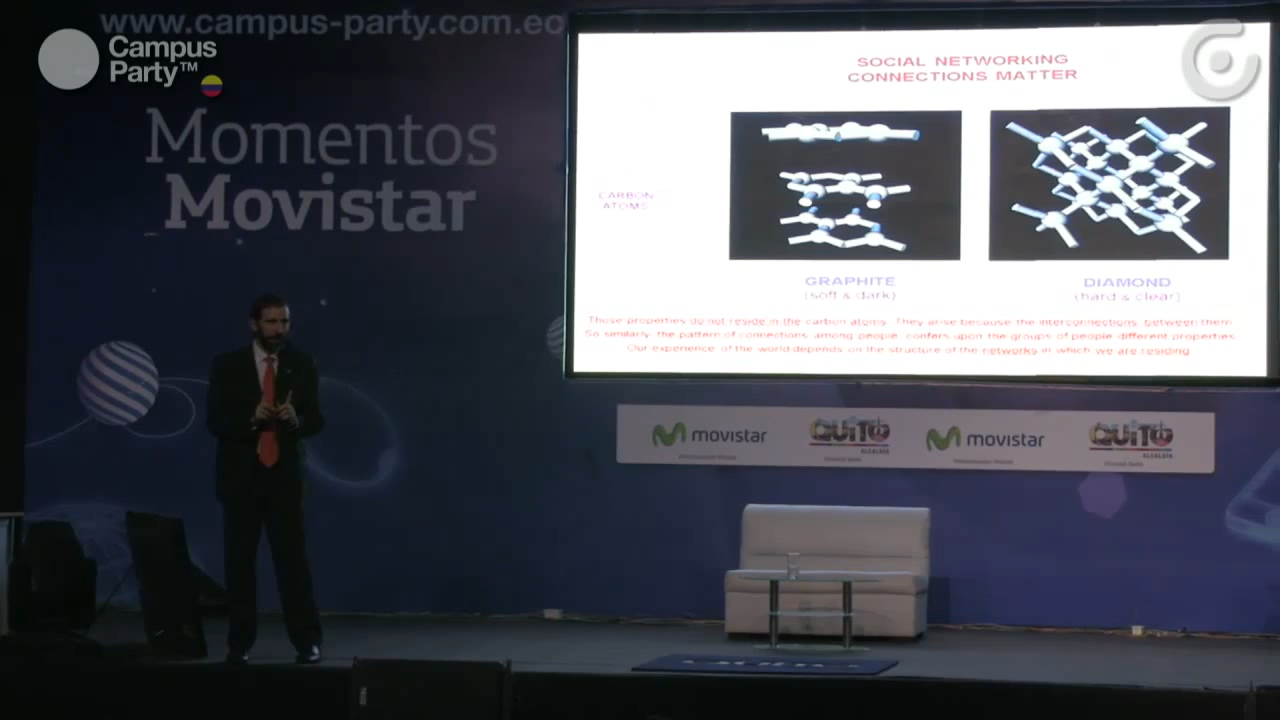 www.campus-party.com.eo
Campus
Party™
Momentos
Movistar
SOCIAL NETWORKING
CONNECTIONS MATTER
CARBON
ATOMS
GRAPHITE
(soft & dark)
DIAMOND
(hard & clear)
Those properties do not reside in the carbon atoms. They arise because the interconnections between them
So similarly, the pattern of connections among people confers upon the groups of people different properties
Our experience of the world depends on the structure of the networks in which we are residing
movistar
QUITO
ALCALDÍA
movistar
QUITO
ALCALDÍA